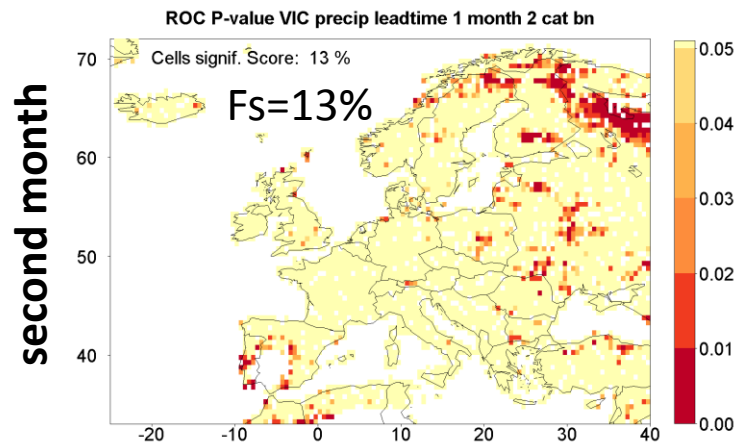 ROC P-value VIC precip leadtime 1 month 2 cat bn
Cells signif. Score: 13 %
Fs=13%
second month
70
60
50
40
-20 -10 0 10 20 30 40
0.05
0.04
0.03
0.02
0.01
0.00